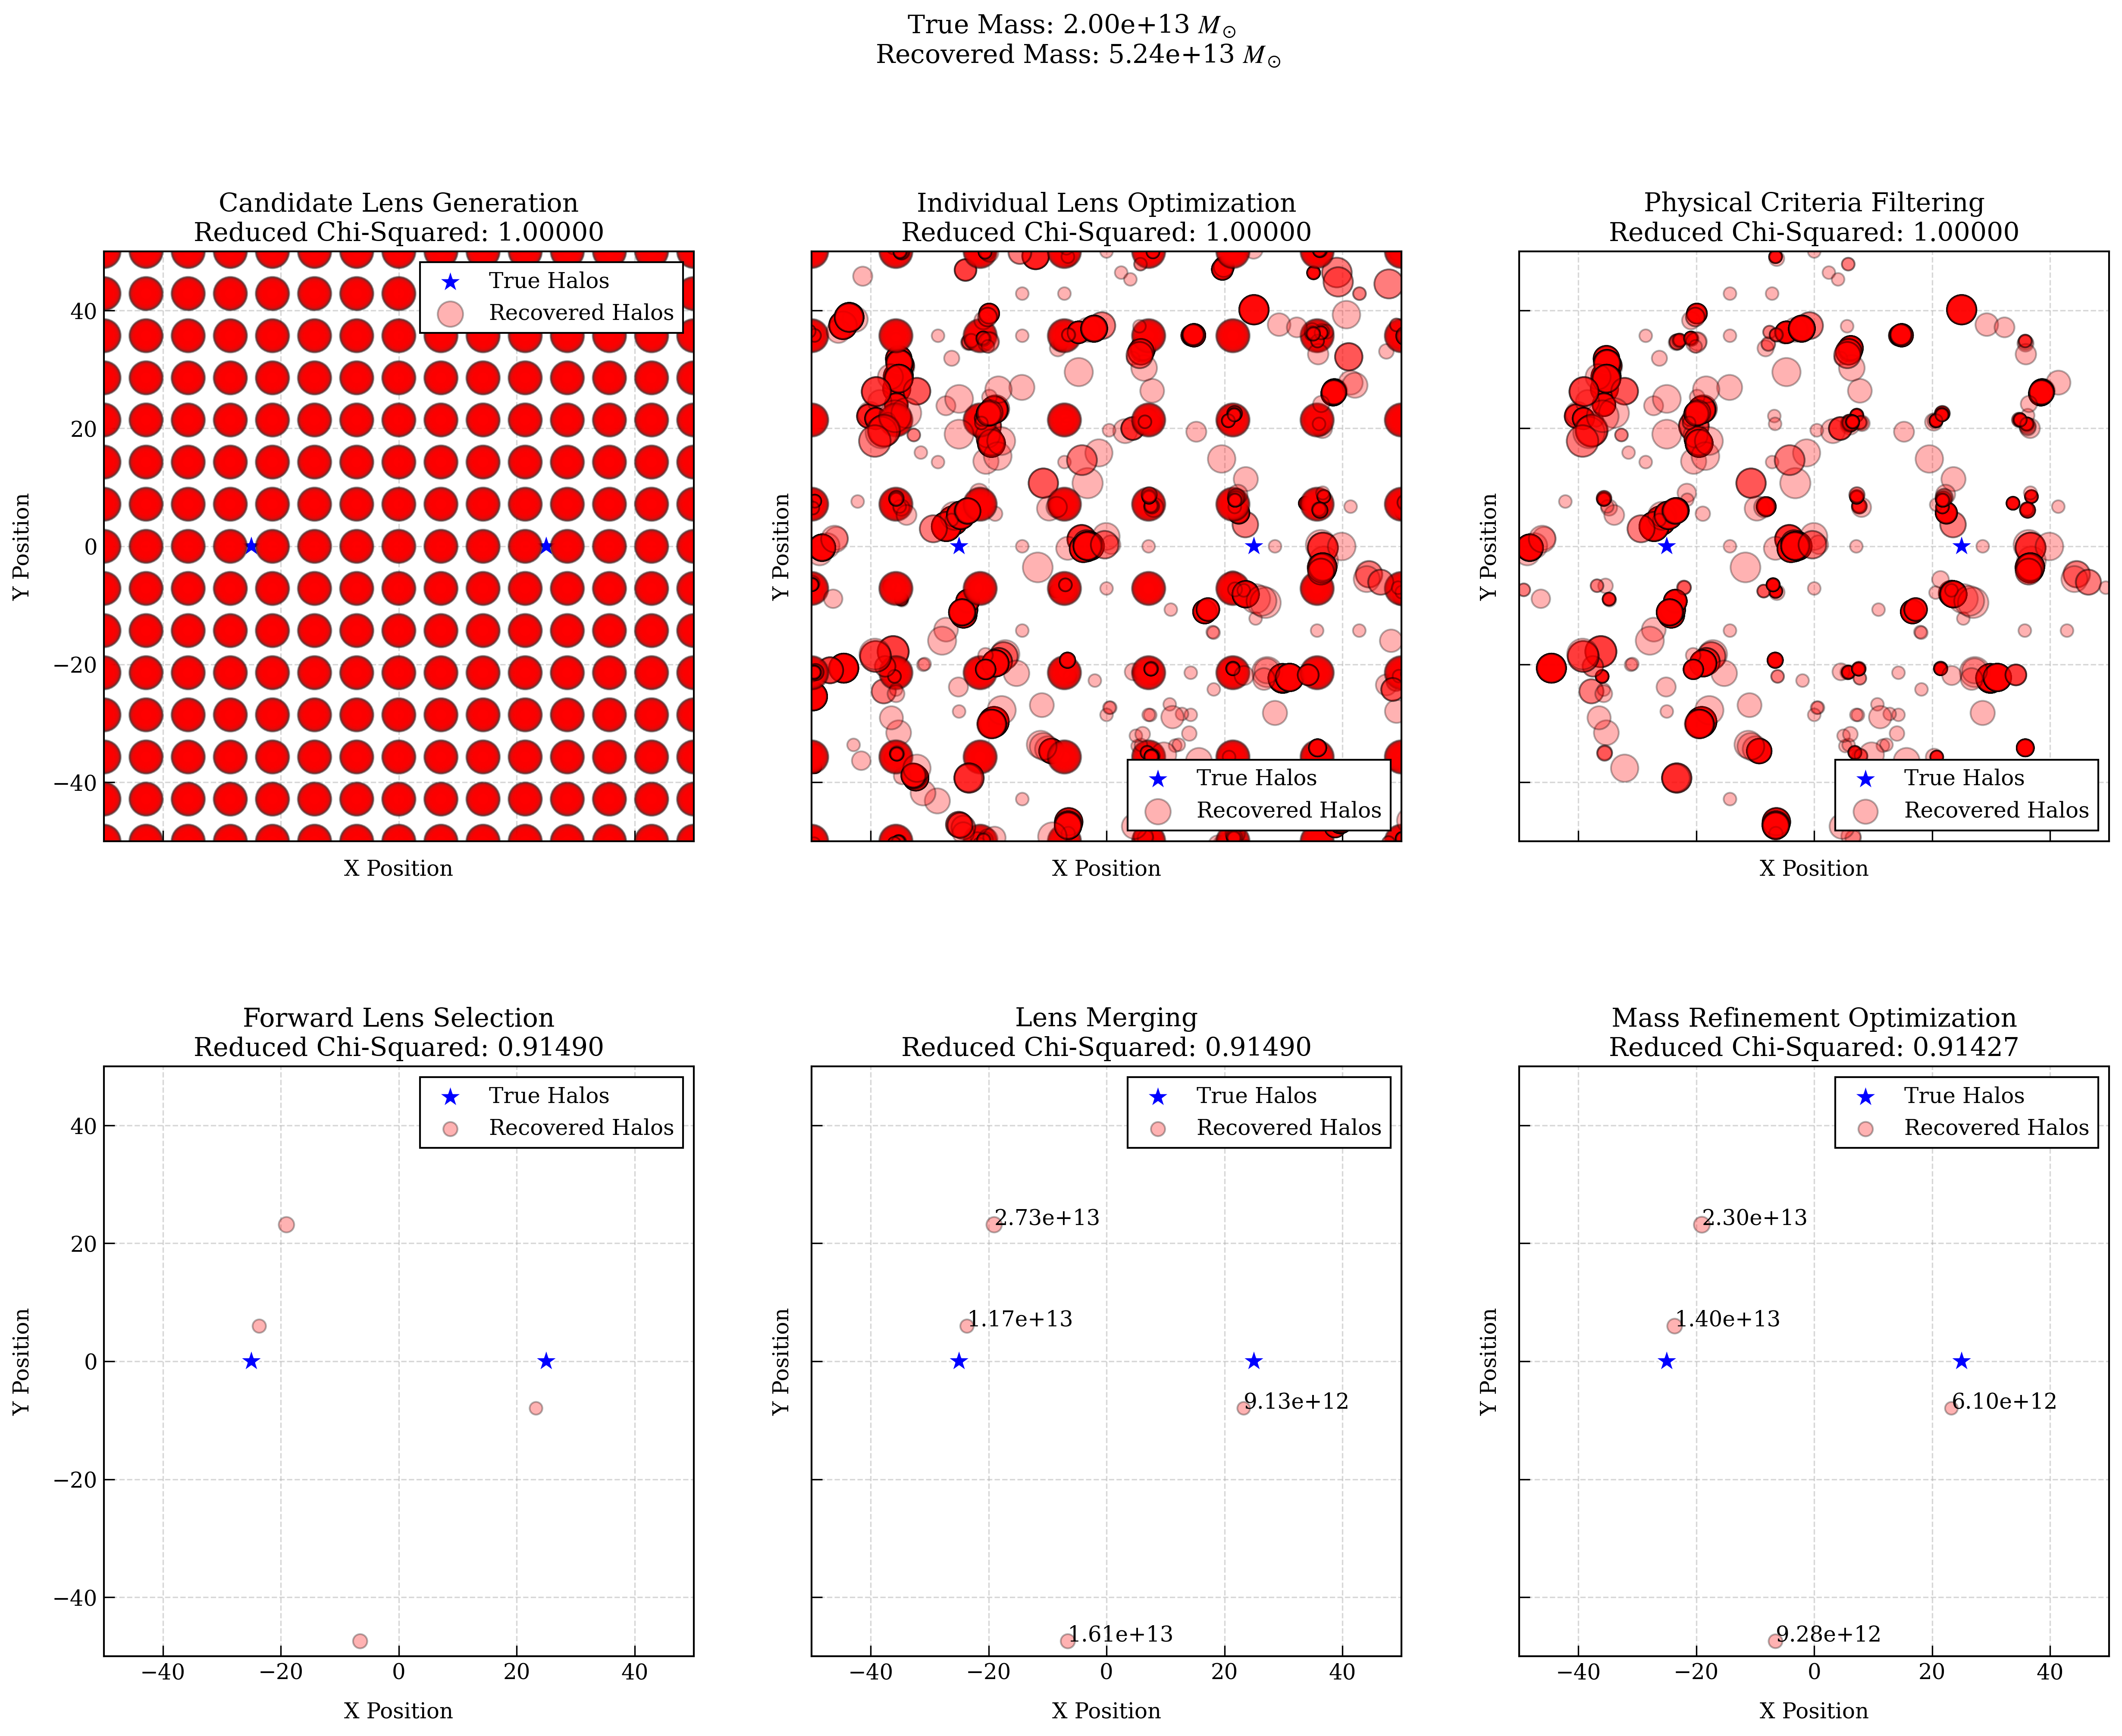 True Mass: 2.00e+13 M⊙
Recovered Mass: 5.24e+13 M⊙
Candidate Lens Generation
Reduced Chi-Squared: 1.00000
True Halos
Recovered Halos
40
20
0
−20
−40
Y Position
X Position
Individual Lens Optimization
Reduced Chi-Squared: 1.00000
True Halos
Recovered Halos
Y Position
X Position
Physical Criteria Filtering
Reduced Chi-Squared: 1.00000
True Halos
Recovered Halos
Y Position
X Position
Forward Lens Selection
Reduced Chi-Squared: 0.91490
True Halos
Recovered Halos
40
20
0
−20
−40
Y Position
−40 −20 0 20 40
X Position
Lens Merging
Reduced Chi-Squared: 0.91490
True Halos
Recovered Halos
2.73e+13
1.17e+13
9.13e+12
1.61e+13
Y Position
−40 −20 0 20 40
X Position
Mass Refinement Optimization
Reduced Chi-Squared: 0.91427
True Halos
Recovered Halos
2.30e+13
1.40e+13
6.10e+12
9.28e+12
Y Position
−40 −20 0 20 40
X Position